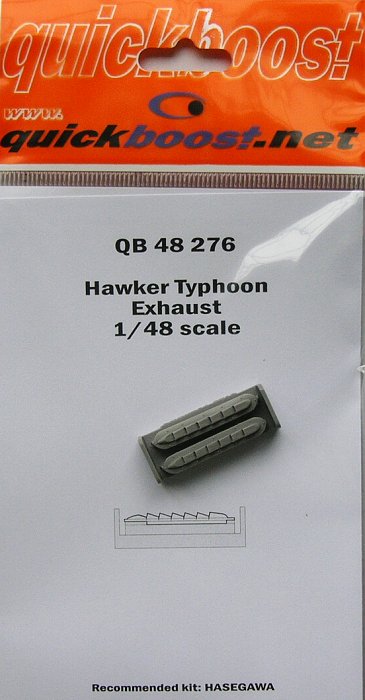 quickboost
www.
quickboost.net
QB 48 276
Hawker Typhoon
Exhaust
1/48 scale
Recommended kit: HASEGAWA